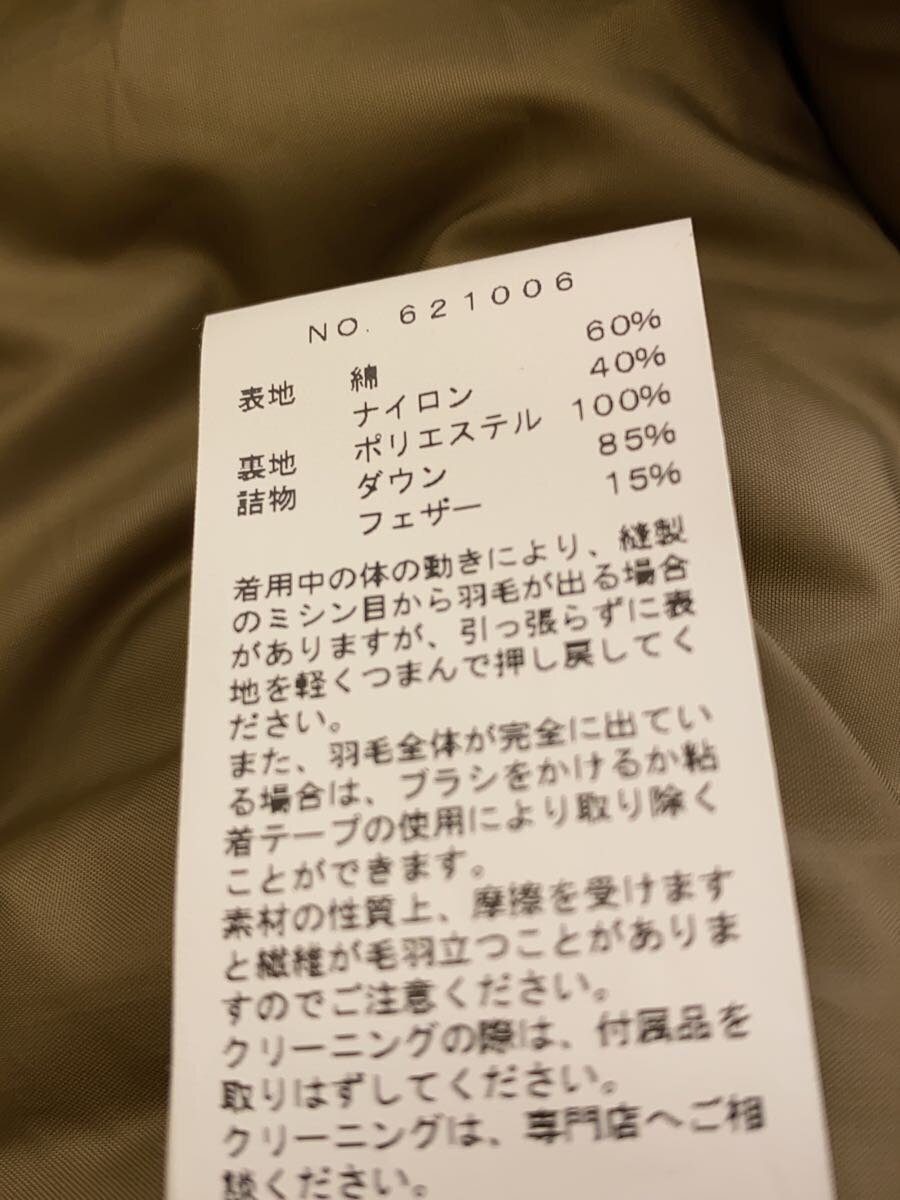 NO. 621006
表地 綿 60%
ナイロン 40%
裏地 ポリエステル 100%
詰物 ダウン 85%
フェザー 15%
着用中の体の動きにより、縫製
のミシン目から羽毛が出る場合
がありますが、引っ張らずに表
地を軽くつまんで押し戻してく
ださい。
また、羽毛全体が完全に出てい
る場合は、ブラシをかけるか粘
着テープの使用により取り除く
ことができます。
素材の性質上、摩擦を受けます
と繊維が毛羽立つことがありま
すのでご注意ください。
クリーニングの際は、付属品を
取りはずしてください。
クリーニングは、専門店へご相
談ください。